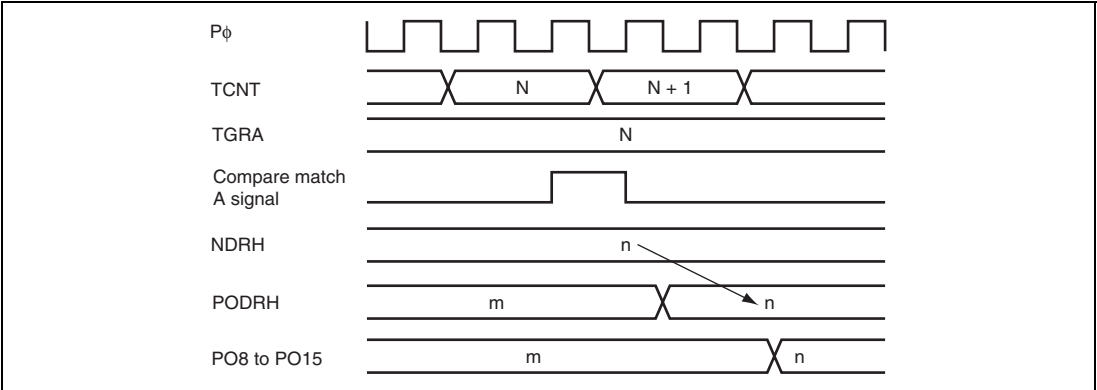 Pϕ
TCNT N N + 1
TGRA N
Compare match
A signal
NDRH n
PODRH m n
PO8 to PO15 m n